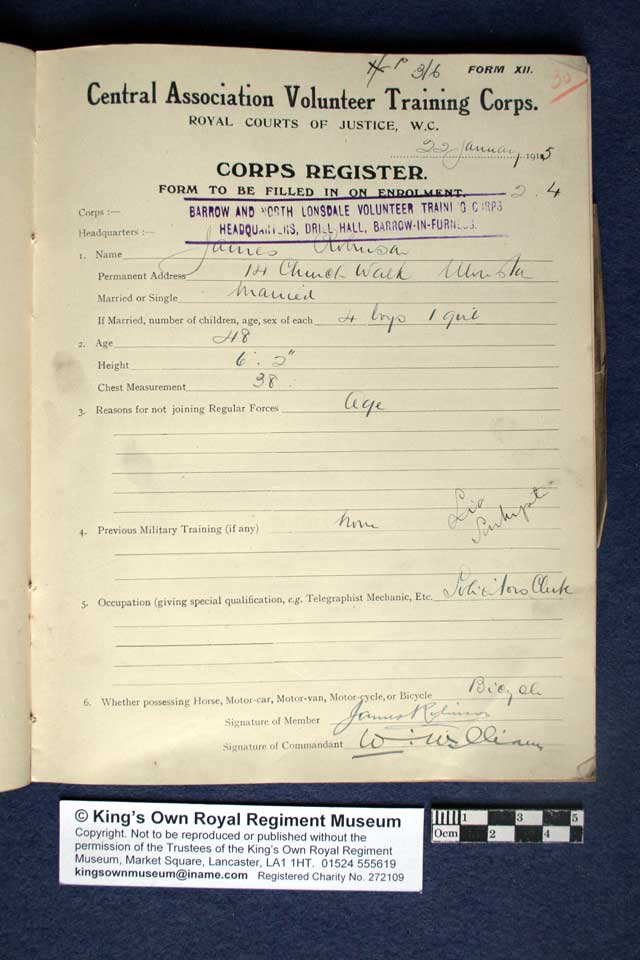 3/6 FORM XII. 30
Central Association Volunteer Training Corps.
ROYAL COURTS OF JUSTICE, W.C.
22 January 1915
CORPS REGISTER.
FORM TO BE FILLED IN ON ENROLMENT. 2.4
Corps :— BARROW AND NORTH LONSDALE VOLUNTEER TRAINING CORPS
Headquarters :— HEADQUARTERS, DRILL HALL, BARROW-IN-FURNESS.
1. Name James Robinson
Permanent Address 14 Church Walk Ulverston
Married or Single Married
If Married, number of children, age, sex of each 4 boys 1 girl
2. Age 48
Height 6'. 2"
Chest Measurement 38
3. Reasons for not joining Regular Forces Age
4. Previous Military Training (if any) None
5. Occupation (giving special qualification, e.g. Telegraphist Mechanic, Etc. Solicitors Clerk
6. Whether possessing Horse, Motor-car, Motor-van, Motor-cycle, or Bicycle Bicycle
Signature of Member James Robinson
Signature of Commandant W. Williams
© King's Own Royal Regiment Museum
Copyright. Not to be reproduced or published without the
permission of the Trustees of the King's Own Royal Regiment
Museum, Market Square, Lancaster, LA1 1HT. 01524 555619
kingsownmuseum@iname.com Registered Charity No. 272109
1 3 5
0cm 2 4